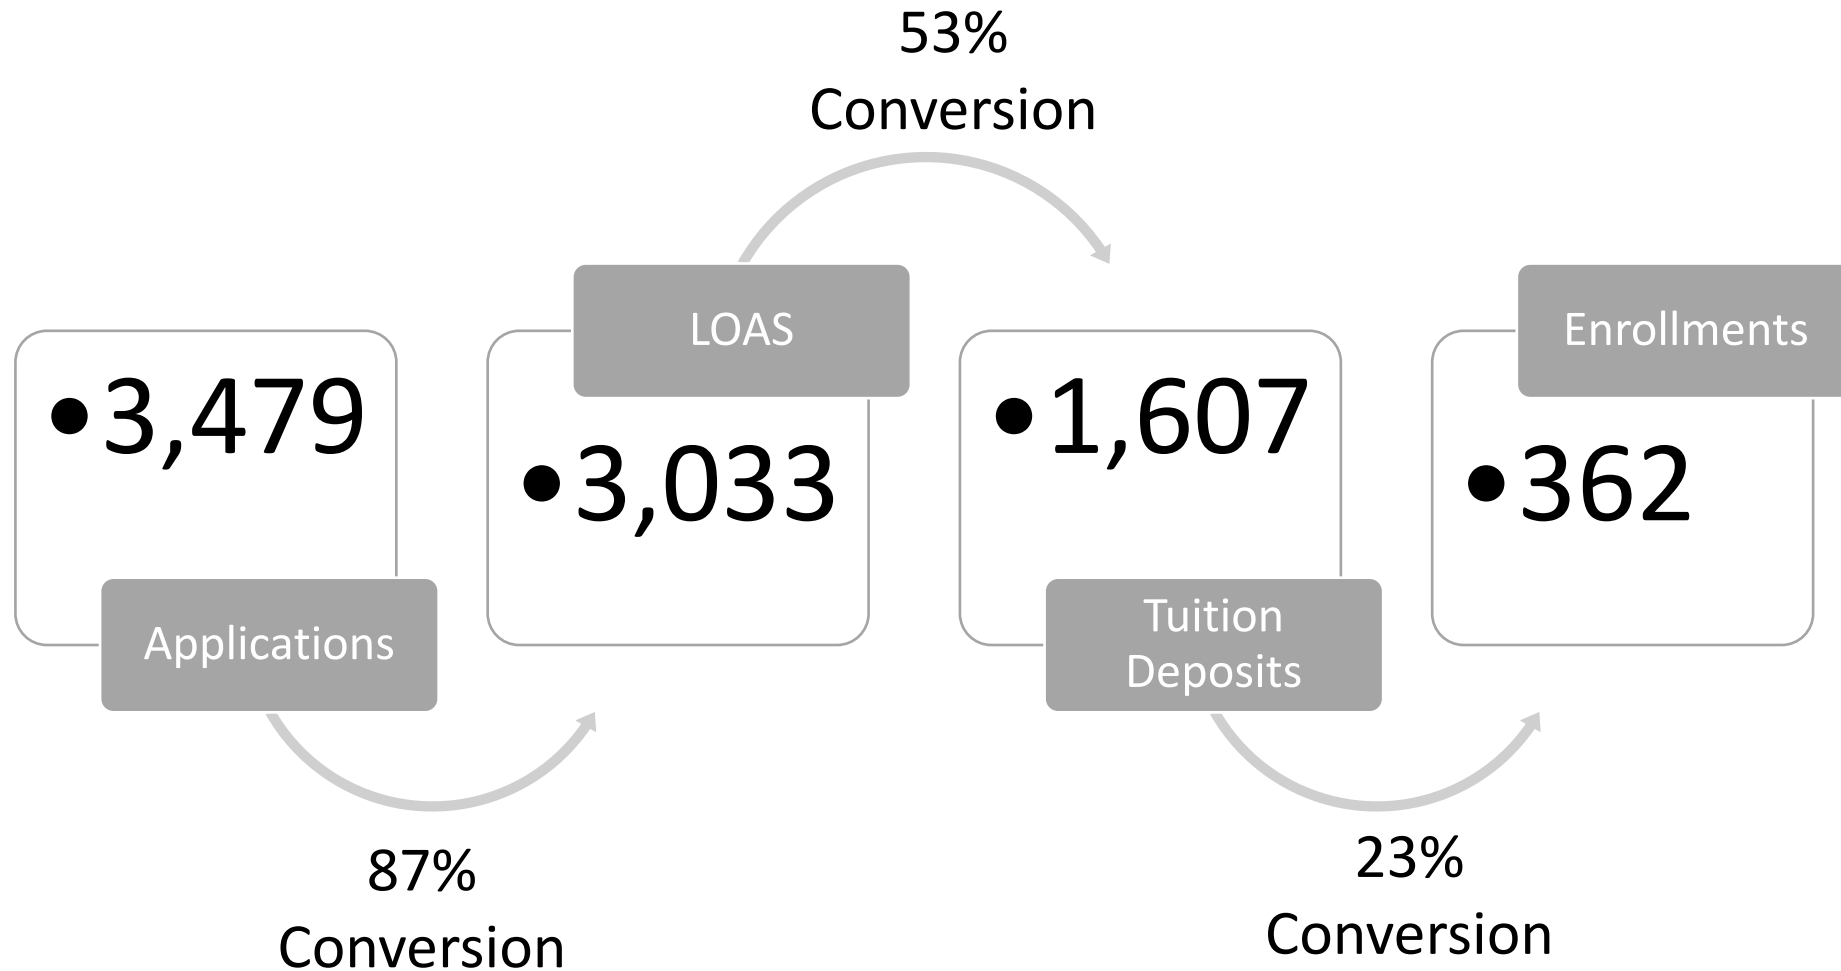 53%
Conversion
•3,479
Applications
87%
Conversion
LOAS
•3,033
•1,607
Tuition
Deposits
23%
Conversion
Enrollments
•362